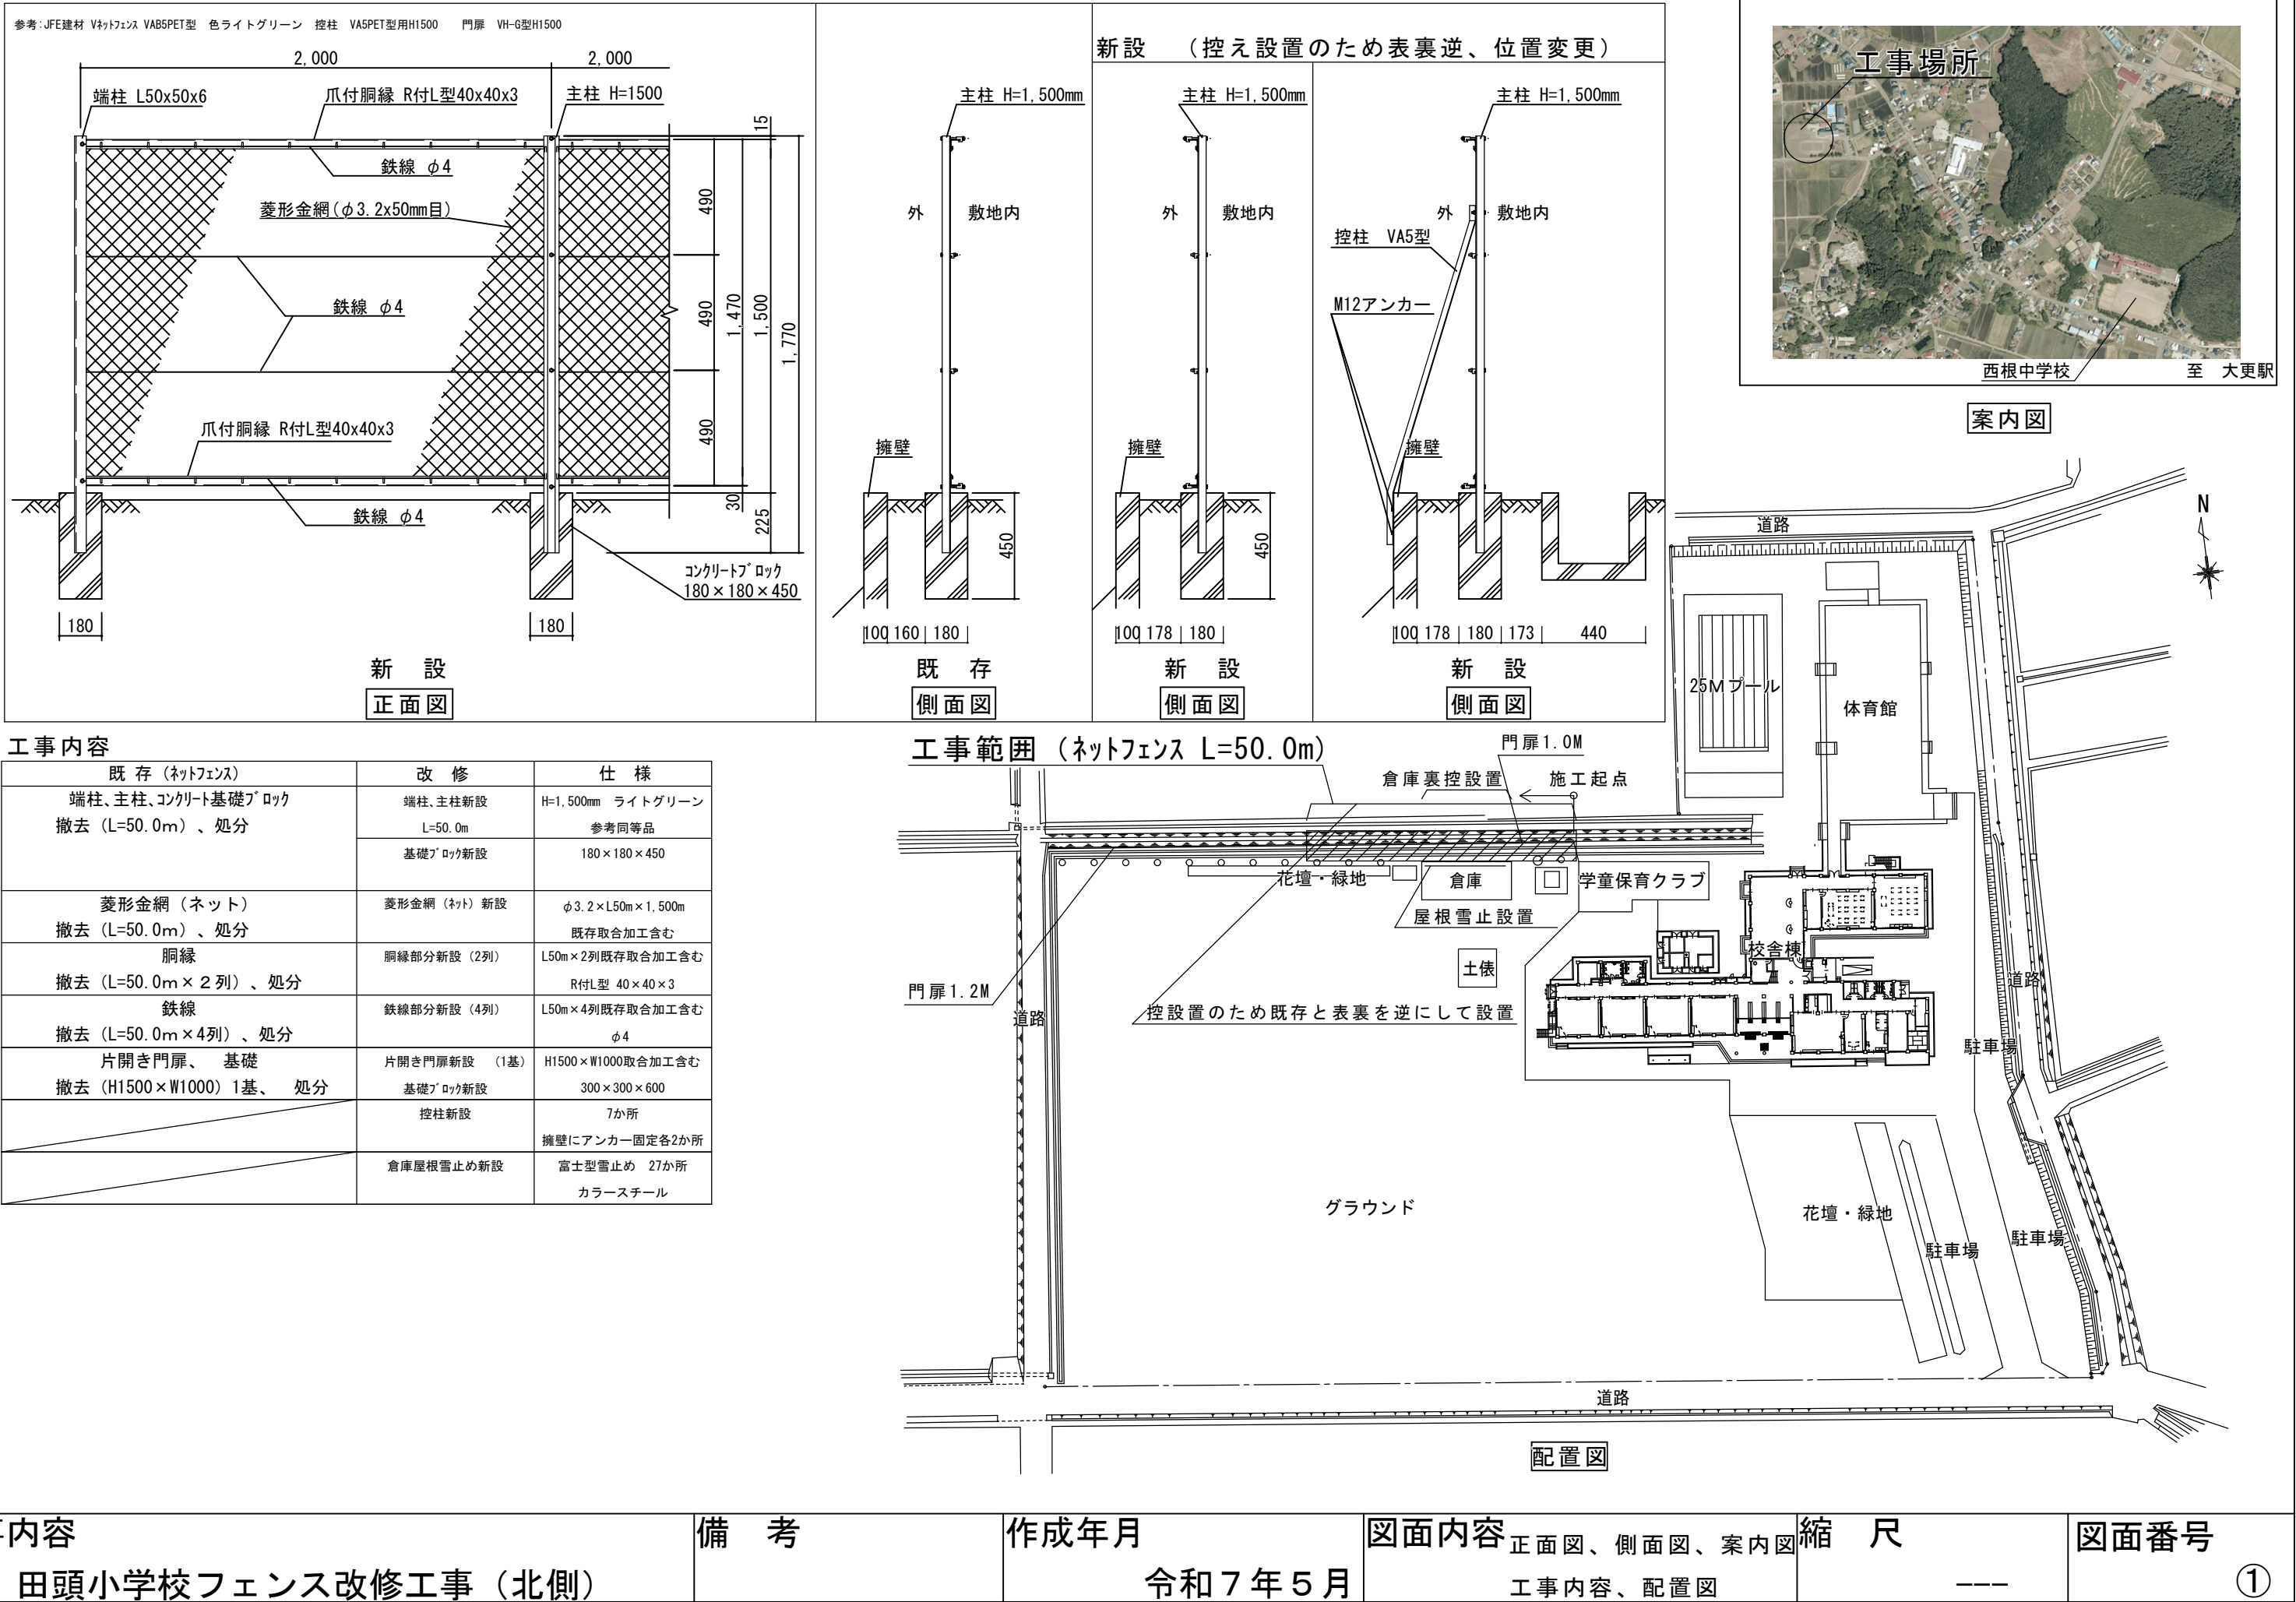 参考:JFE建材 Vネットフェンス VAB5PET型 色ライトグリーン 控柱 VA5PET型用H1500 門扉 VH-G型H1500
2,000
2,000
端柱 L50x50x6
爪付胴縁 R付L型40x40x3
主柱 H=1500
鉄線 φ4
菱形金網(φ3.2x50mm目)
鉄線 φ4
爪付胴縁 R付L型40x40x3
鉄線 φ4
15
490
490
490
1,470
1,500
1,770
30
225
コンクリートブロック
180×180×450
180
180
新 設
正面図
主柱 H=1,500mm
外 敷地内
擁壁
450
100 160 180
既 存
側面図
新設 (控え設置のため表裏逆、位置変更)
主柱 H=1,500mm
外 敷地内
擁壁
450
100 178 180
新 設
側面図
主柱 H=1,500mm
外 敷地内
控柱 VA5型
M12アンカー
擁壁
100 178 180 173 440
新 設
側面図
工事場所
西根中学校
至 大更駅
案内図
工事内容
既 存 (ネットフェンス) 改 修 仕 様
端柱、主柱、コンクリート基礎ブロック
撤去 (L=50.0m)、処分
端柱、主柱新設
L=50.0m
H=1,500mm ライトグリーン
参考同等品
基礎ブロック新設
180×180×450
菱形金網 (ネット)
撤去 (L=50.0m)、処分
菱形金網 (ネット) 新設
φ3.2×L50m×1,500m
既存取合加工含む
胴縁
撤去 (L=50.0m×2列)、処分
胴縁部分新設 (2列)
L50m×2列既存取合加工含む
R付L型 40×40×3
鉄線
撤去 (L=50.0m×4列)、処分
鉄線部分新設 (4列)
L50m×4列既存取合加工含む
φ4
片開き門扉、 基礎
撤去 (H1500×W1000) 1基、 処分
片開き門扉新設 (1基)
基礎ブロック新設
H1500×W1000取合加工含む
300×300×600
控柱新設
7か所
擁壁にアンカー固定各2か所
倉庫屋根雪止め新設
富士型雪止め 27か所
カラースチール
工事範囲 (ネットフェンス L=50.0m)
門扉1.0M
倉庫裏控設置
施工起点
道路
N
25Mプール
体育館
花壇・緑地
倉庫
学童保育クラブ
屋根雪止設置
土俵
校舎棟
門扉1.2M
道路
控設置のため既存と表裏を逆にして設置
道路
駐車場
グラウンド
花壇・緑地
駐車場
駐車場
道路
配置図
内容
田頭小学校フェンス改修工事 (北側)
備 考
作成年月
令和7年5月
図面内容
正面図、側面図、案内図
工事内容、配置図
縮 尺
---
図面番号
①